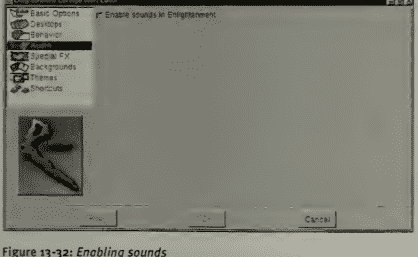 Basic Options
Enable sounds in Enlightenment
Desktops
Behavior
Audio
Special FX
Backgrounds
Themes
Shortcuts
Cancel
Figure 13-32: Enabling sounds